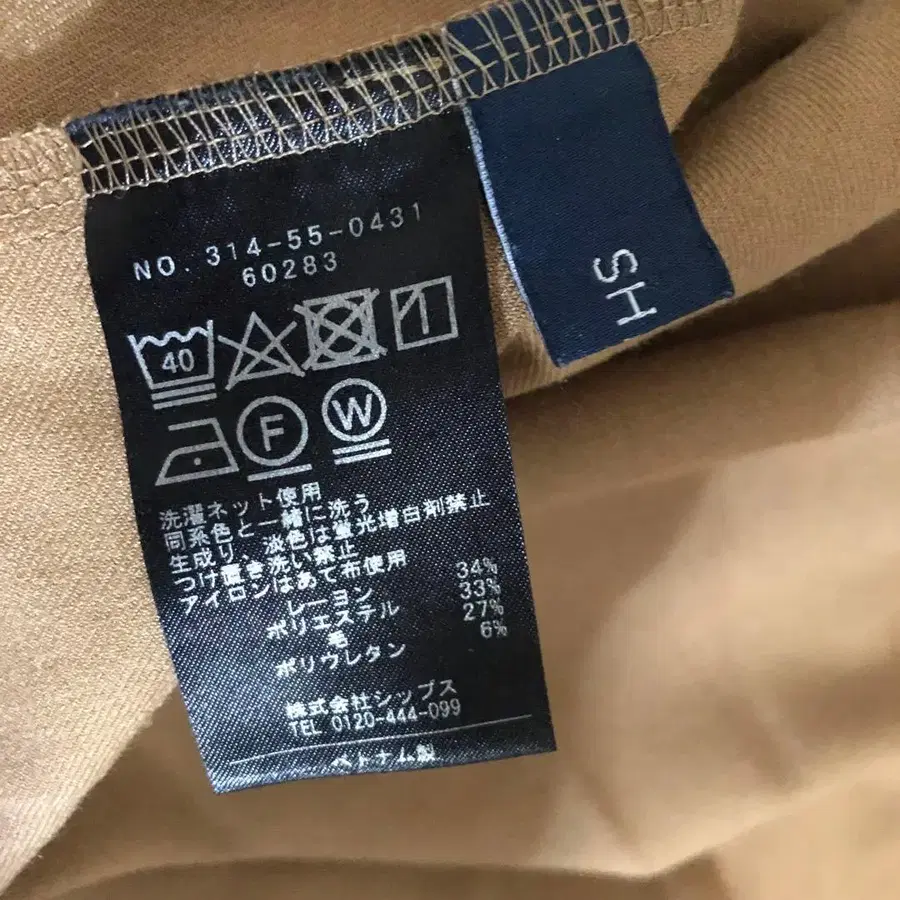 NO. 314-55-0431
60283
40
F
W
洗濯ネット使用
同系色と一緒に洗う
生成り、淡色は蛍光増白剤禁止
つけ置き洗い禁止
アイロンはあて布使用
レーヨン 34%
ポリエステル 33%
毛 27%
ポリウレタン 6%
株式会社シップス
TEL 0120-444-099
ベトナム製
SH